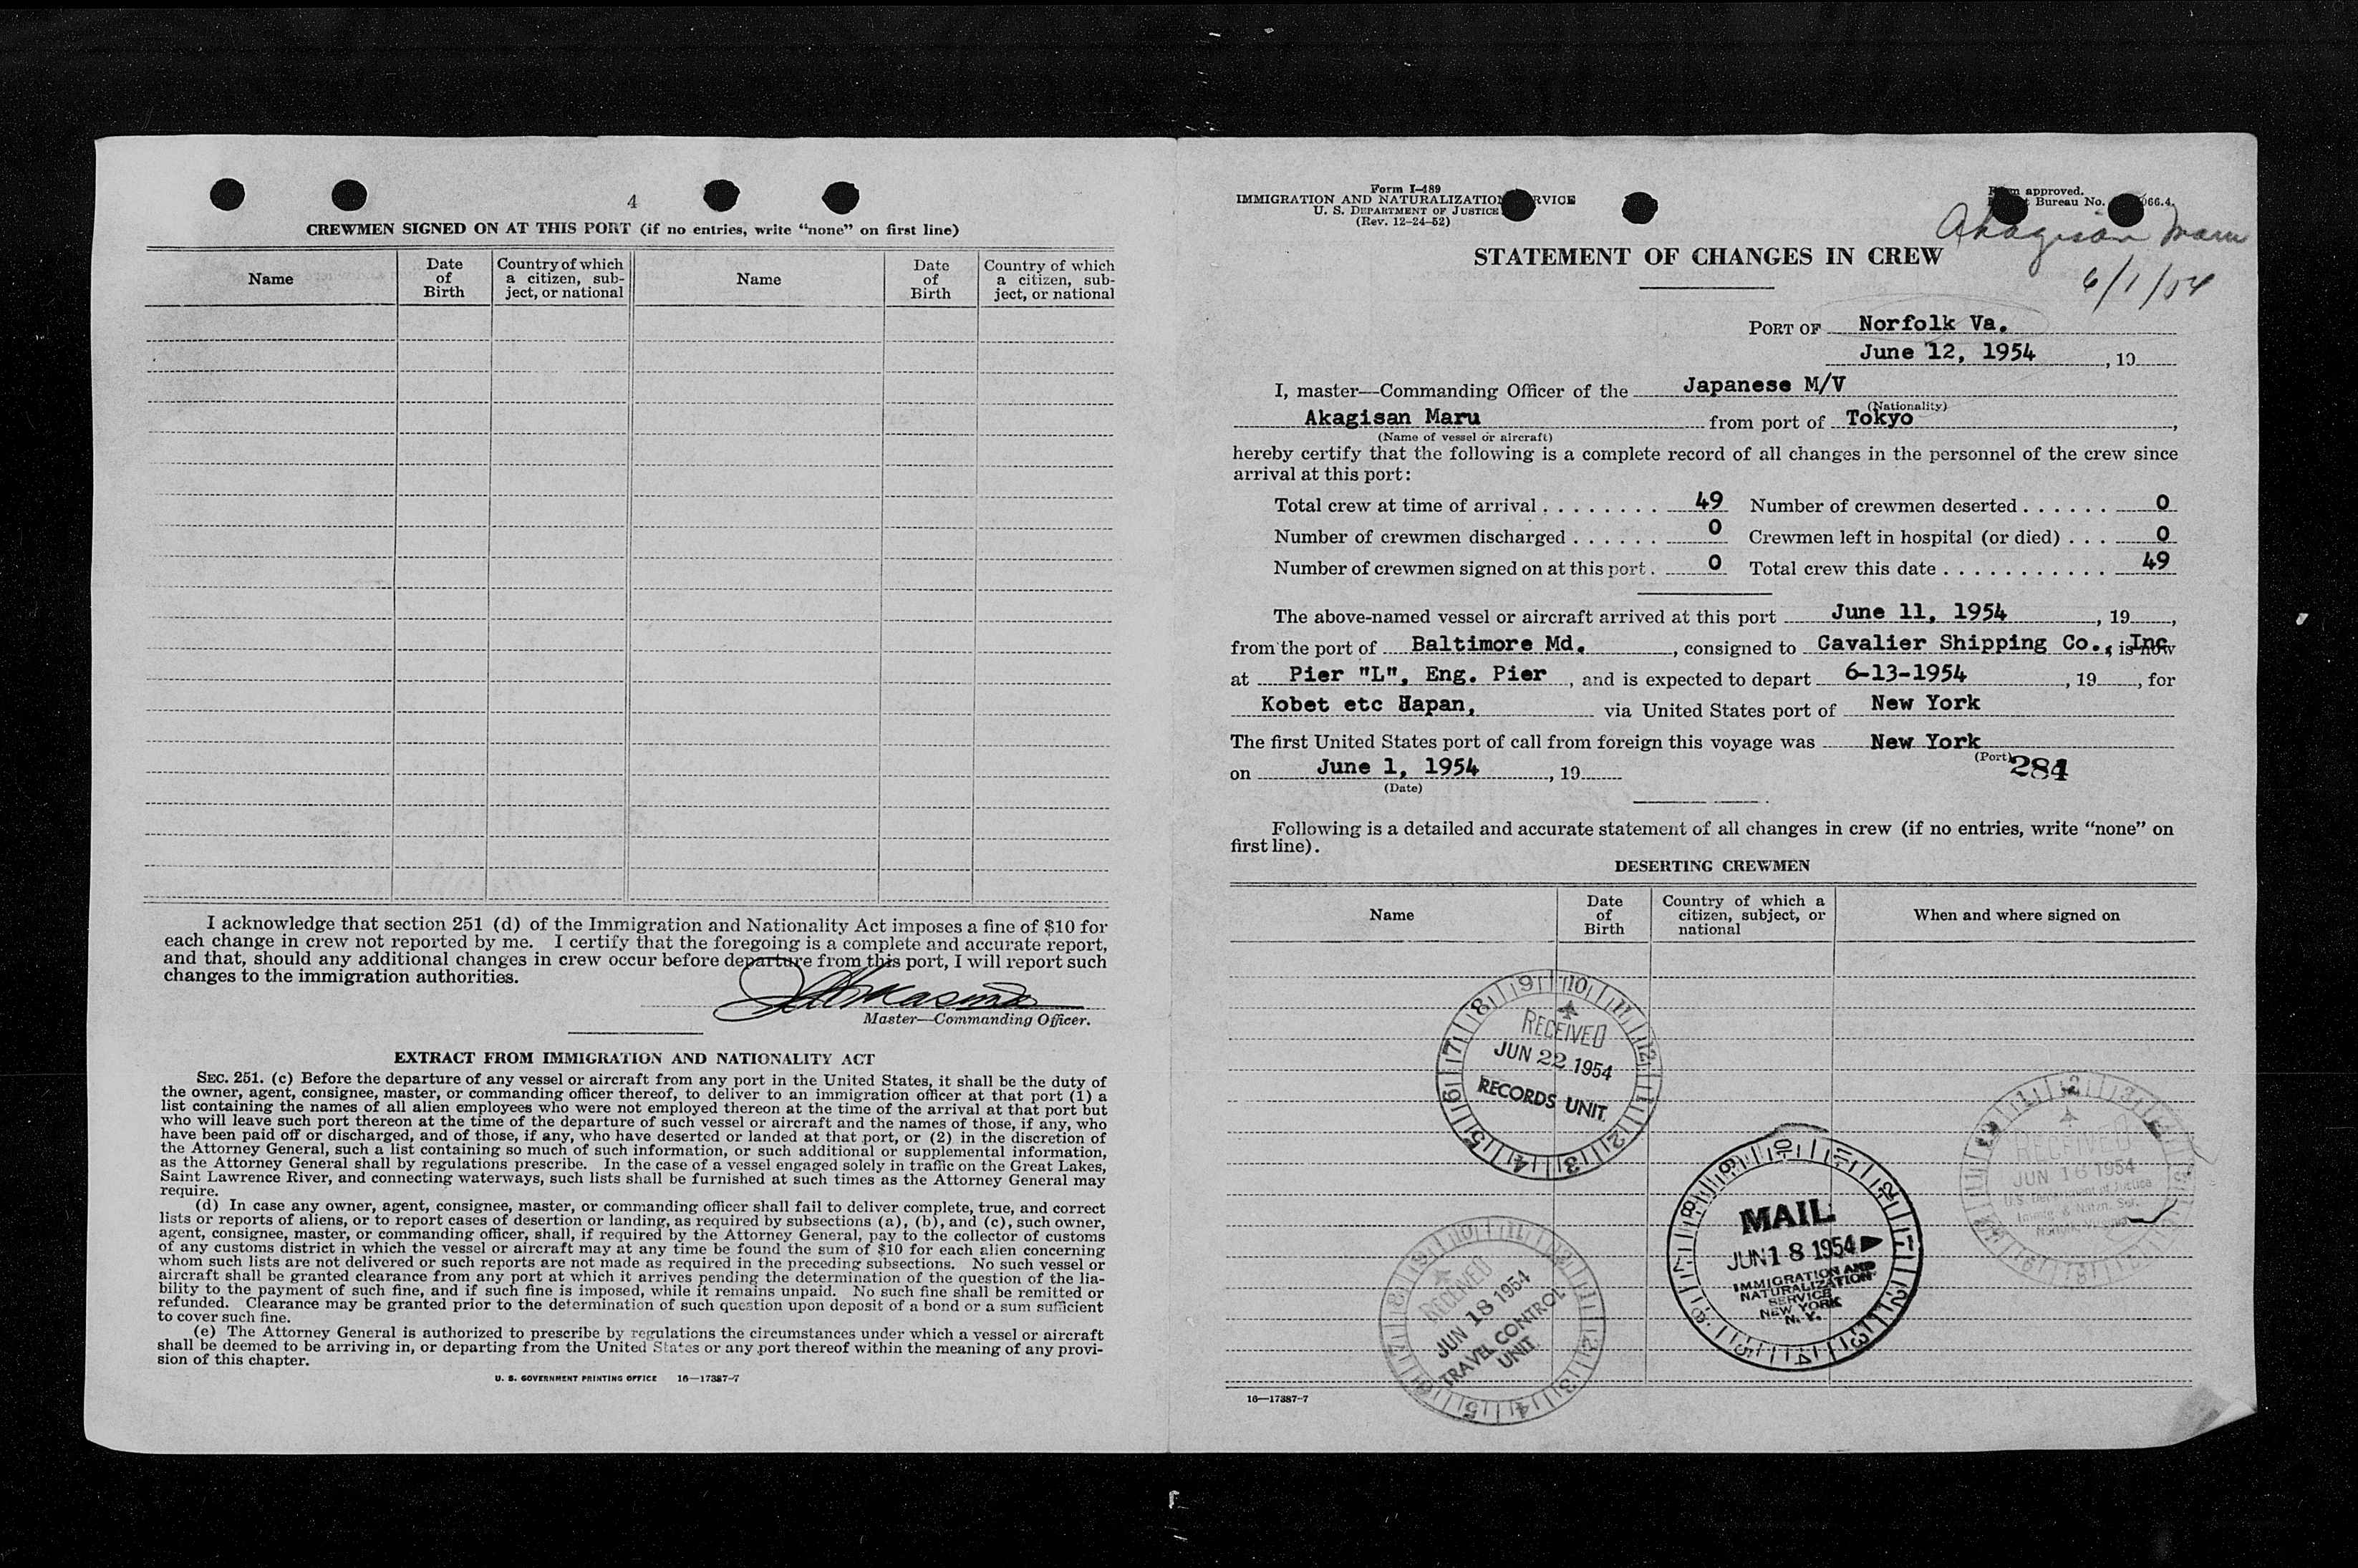 4
CREWMEN SIGNED ON AT THIS PORT (if no entries, write “none” on first line)
Name
Date of Birth
Country of which a citizen, sub-ject, or national
Name
Date of Birth
Country of which a citizen, sub-ject, or national
I acknowledge that section 251 (d) of the Immigration and Nationality Act imposes a fine of $10 for
each change in crew not reported by me. I certify that the foregoing is a complete and accurate report,
and that, should any additional changes in crew occur before departure from this port, I will report such
changes to the immigration authorities.
Master—Commanding Officer.
EXTRACT FROM IMMIGRATION AND NATIONALITY ACT
SEC. 251. (c) Before the departure of any vessel or aircraft from any port in the United States, it shall be the duty of
the owner, agent, consignee, master, or commanding officer thereof, to deliver to an immigration officer at that port (1) a
list containing the names of all alien employees who were not employed thereon at the time of the arrival at that port but
who will leave such port thereon at the time of the departure of such vessel or aircraft and the names of those, if any, who
have been paid off or discharged, and of those, if any, who have deserted or landed at that port, or (2) in the discretion of
the Attorney General, such a list containing so much of such information, or such additional or supplemental information,
as the Attorney General shall by regulations prescribe. In the case of a vessel engaged solely in traffic on the Great Lakes,
Saint Lawrence River, and connecting waterways, such lists shall be furnished at such times as the Attorney General may
require.
(d) In case any owner, agent, consignee, master, or commanding officer shall fail to deliver complete, true, and correct
lists or reports of aliens, or to report cases of desertion or landing, as required by subsections (a), (b), and (c), such owner,
agent, consignee, master, or commanding officer, shall, if required by the Attorney General, pay to the collector of customs
of any customs district in which the vessel or aircraft may at any time be found the sum of $10 for each alien concerning
whom such lists are not delivered or such reports are not made as required in the preceding subsections. No such vessel or
aircraft shall be granted clearance from any port at which it arrives pending the determination of the question of the lia-
bility to the payment of such fine, and if such fine is imposed, while it remains unpaid. No such fine shall be remitted or
refunded. Clearance may be granted prior to the determination of such question upon deposit of a bond or a sum sufficient
to cover such fine.
(e) The Attorney General is authorized to prescribe by regulations the circumstances under which a vessel or aircraft
shall be deemed to be arriving in, or departing from the United States or any port thereof within the meaning of any provi-
sion of this chapter.
U. S. GOVERNMENT PRINTING OFFICE 16—17387-7
Form I-489
IMMIGRATION AND NATURALIZATION
U. S. DEPARTMENT OF JUSTICE
(Rev. 12-24-52)
approved.
Bureau No. 066.4.
Akagisan Maru
6/1/54
STATEMENT OF CHANGES IN CREW
PORT OF Norfolk Va.
June 12, 1954, 19
I, master—Commanding Officer of the Japanese M/V
(Nationality)
Akagisan Maru from port of Tokyo,
(Name of vessel or aircraft)
hereby certify that the following is a complete record of all changes in the personnel of the crew since
arrival at this port:
Total crew at time of arrival 49 Number of crewmen deserted 0
Number of crewmen discharged 0 Crewmen left in hospital (or died) 0
Number of crewmen signed on at this port 0 Total crew this date 49
The above-named vessel or aircraft arrived at this port June 11, 1954, 19,
from the port of Baltimore Md., consigned to Cavalier Shipping Co., Inc, is now
at Pier "L", Eng. Pier, and is expected to depart 6-13-1954, 19, for
Kobet etc Hapan, via United States port of New York
The first United States port of call from foreign this voyage was New York
(Port)
on June 1, 1954, 19
284
(Date)
Following is a detailed and accurate statement of all changes in crew (if no entries, write “none” on
first line).
DESERTING CREWMEN
Name
Date of Birth
Country of which a citizen, subject, or national
When and where signed on
RECEIVED
JUN 22 1954
RECORDS UNIT.
RECEIVED
JUN 16 1954
U.S. Department of Justice
RECEIVED
JUN 18 1954
TRAVEL CONTROL
UNIT
MAIL
JUN 18 1954
IMMIGRATION AND
NATURALIZATION
SERVICE
NEW YORK
N. Y.
16—17387-7